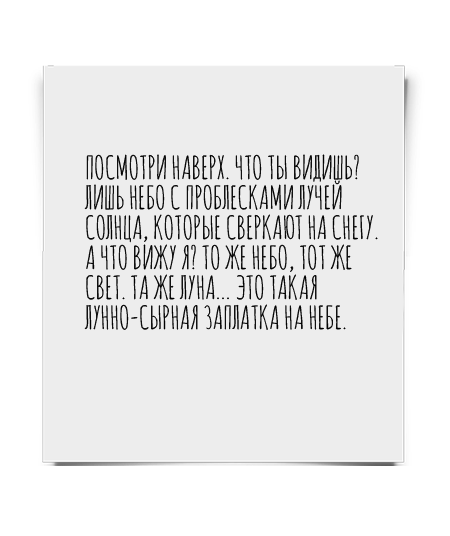 ПОСМОТРИ НАВЕРХ. ЧТО ТЫ ВИДИШЬ?
ЛИШЬ НЕБО С ПРОБЛЕСКАМИ ЛУЧЕЙ
СОЛНЦА, КОТОРЫЕ СВЕРКАЮТ НА СНЕГУ.
А ЧТО ВИЖУ Я? ТО ЖЕ НЕБО, ТОТ ЖЕ
СВЕТ. ТА ЖЕ ЛУНА... ЭТО ТАКАЯ
ЛУННО-СЫРНАЯ ЗАПЛАТКА НА НЕБЕ.